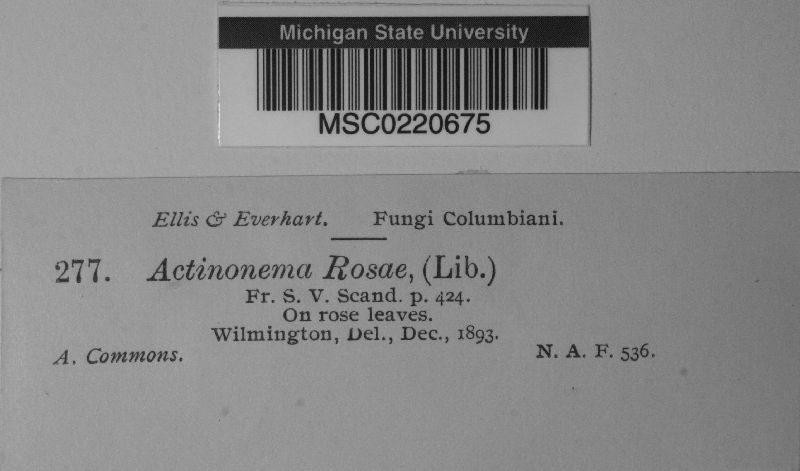 Michigan State University
MSC0220675
Ellis & Everhart. Fungi Columbiani.
277. Actinonema Rosae, (Lib.)
Fr. S. V. Scand. p. 424.
On rose leaves.
Wilmington, Del., Dec., 1893.
A. Commons. N. A. F. 536.